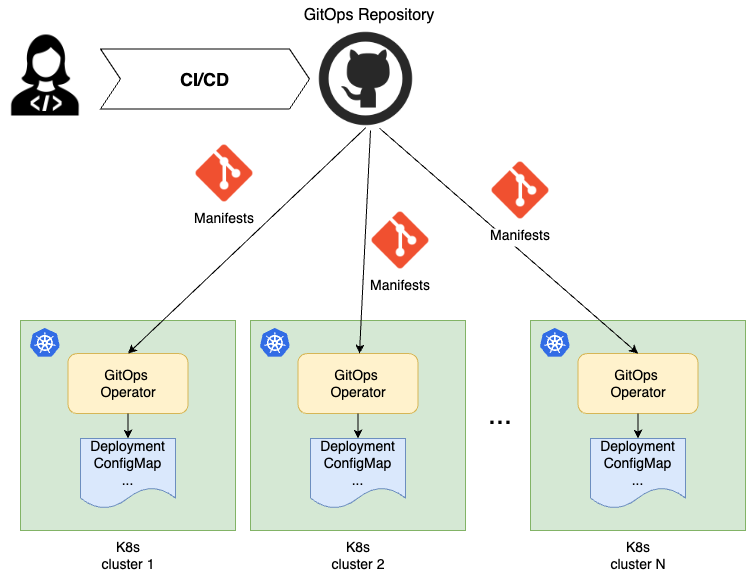 GitOps Repository
</>
CI/CD
Manifests
Manifests
Manifests
GitOps
Operator
Deployment
ConfigMap
...
GitOps
Operator
Deployment
ConfigMap
...
...
GitOps
Operator
Deployment
ConfigMap
...
K8s
cluster 1
K8s
cluster 2
K8s
cluster N